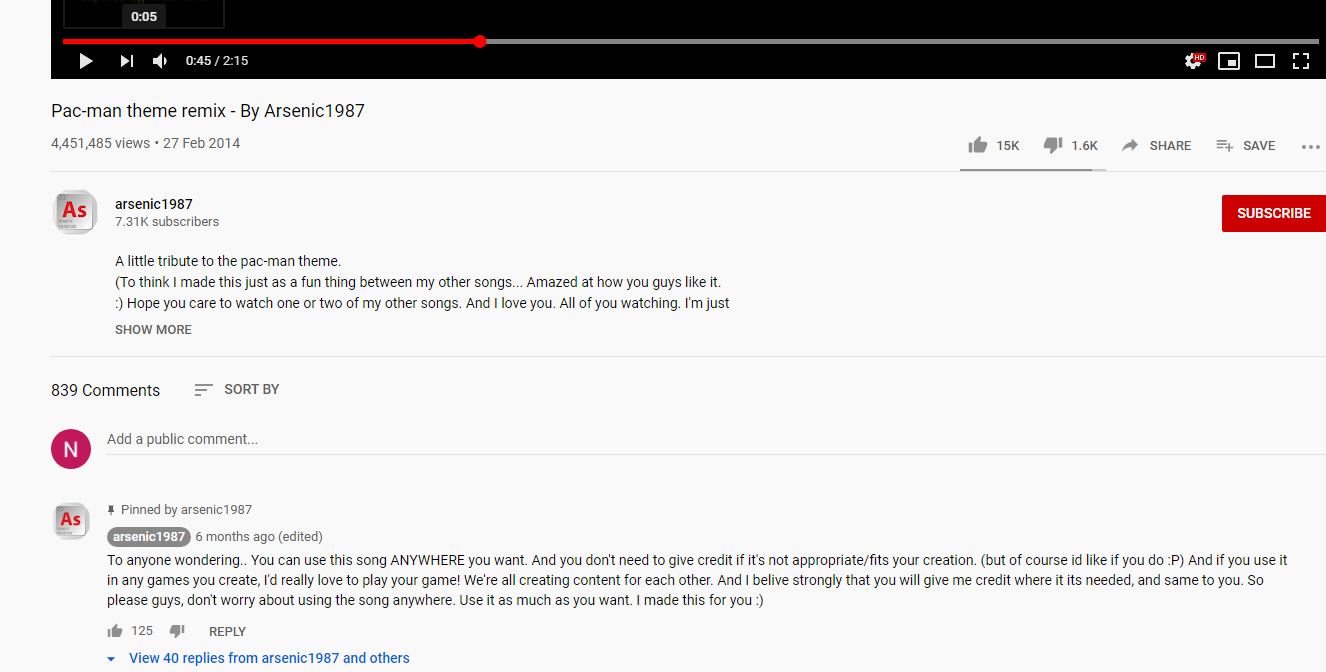 0:05
0:45 / 2:15
HD
Pac-man theme remix - By Arsenic1987
4,451,485 views • 27 Feb 2014
15K
1.6K
SHARE
SAVE
As
arsenic1987
7.31K subscribers
SUBSCRIBE
A little tribute to the pac-man theme.
(To think I made this just as a fun thing between my other songs... Amazed at how you guys like it.
:) Hope you care to watch one or two of my other songs. And I love you. All of you watching. I'm just
SHOW MORE
839 Comments
SORT BY
N
Add a public comment...
As
Pinned by arsenic1987
arsenic1987 6 months ago (edited)
To anyone wondering.. You can use this song ANYWHERE you want. And you don't need to give credit if it's not appropriate/fits your creation. (but of course id like if you do :P) And if you use it
in any games you create, I'd really love to play your game! We're all creating content for each other. And I belive strongly that you will give me credit where it its needed, and same to you. So
please guys, don't worry about using the song anywhere. Use it as much as you want. I made this for you :)
125
REPLY
View 40 replies from arsenic1987 and others